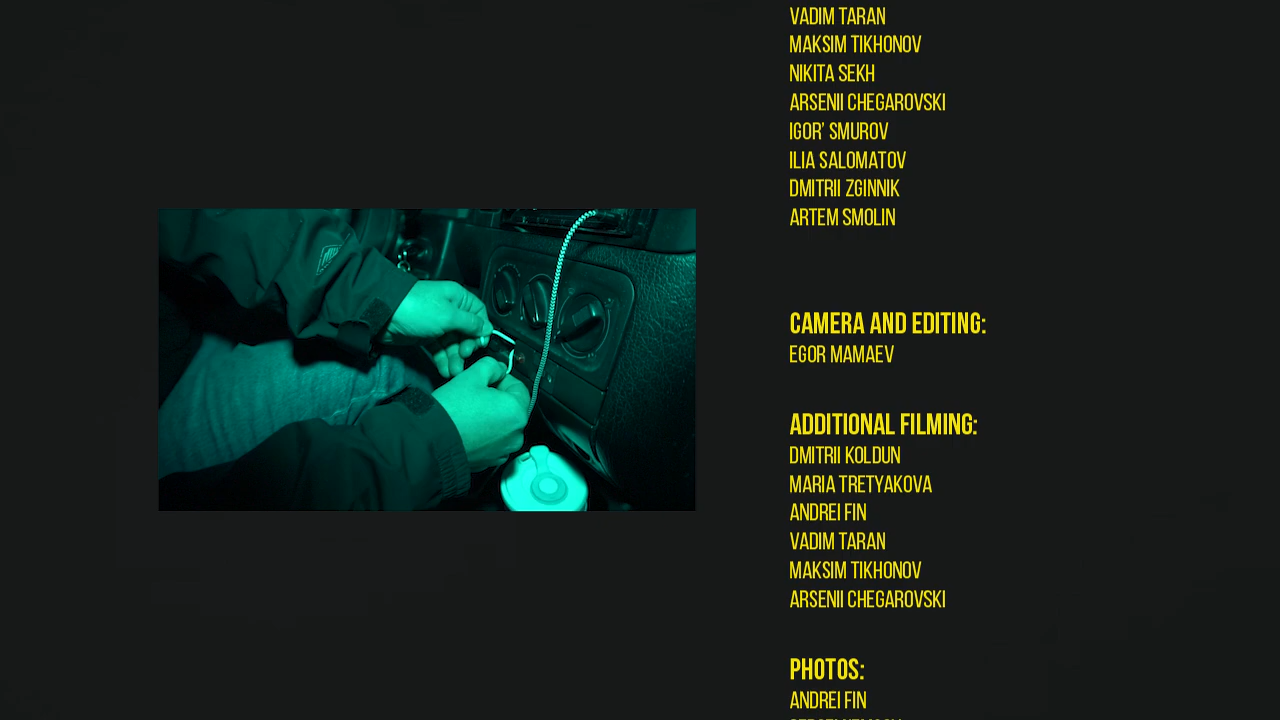 VADIM TARAN
MAKSIM TIKHONOV
NIKITA SEKH
ARSENII CHEGAROVSKI
IGOR' SMUROV
ILIA SALOMATOV
DMITRII ZGINNIK
ARTEM SMOLIN
CAMERA AND EDITING:
EGOR MAMAEV
ADDITIONAL FILMING:
DMITRII KOLDUN
MARIA TRETYAKOVA
ANDREI FIN
VADIM TARAN
MAKSIM TIKHONOV
ARSENII CHEGAROVSKI
PHOTOS:
ANDREI FIN